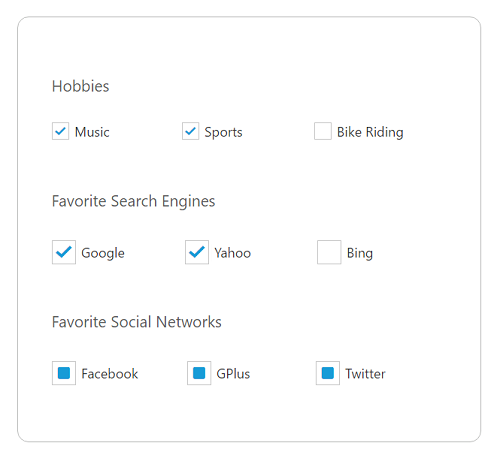 Hobbies
Music Sports Bike Riding
Favorite Search Engines
Google Yahoo Bing
Favorite Social Networks
Facebook GPlus Twitter